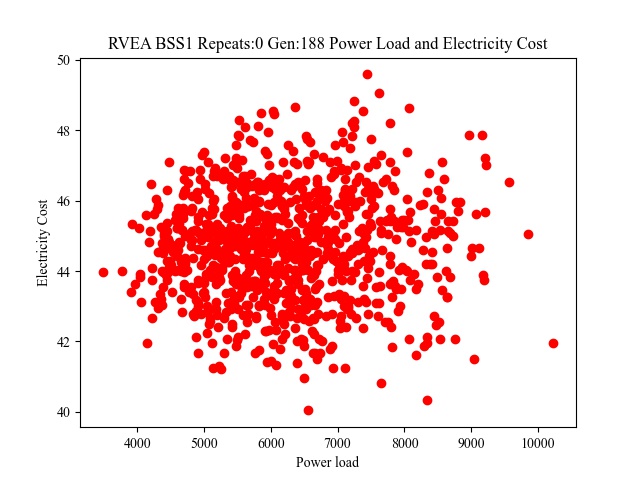 RVEA BSS1 Repeats:0 Gen:188 Power Load and Electricity Cost
50
48
46
44
42
40
Electricity Cost
4000 5000 6000 7000 8000 9000 10000
Power load